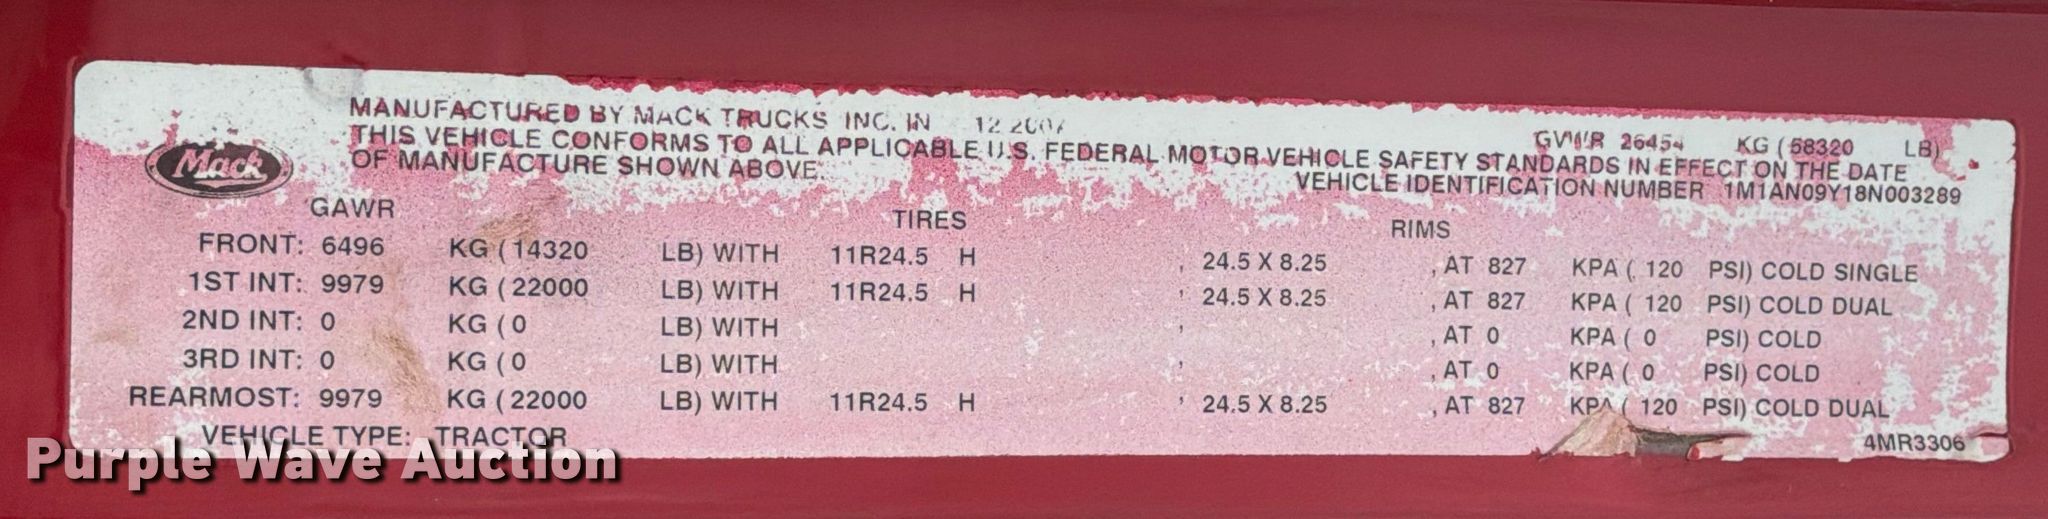 MANUFACTURED BY MACK TRUCKS INC. IN 12 2007
GVWR 26454 KG ( 58320 LB)
THIS VEHICLE CONFORMS TO ALL APPLICABLE U.S. FEDERAL MOTOR VEHICLE SAFETY STANDARDS IN EFFECT ON THE DATE
OF MANUFACTURE SHOWN ABOVE.
VEHICLE IDENTIFICATION NUMBER 1M1AN09Y18N003289
Mack
GAWR TIRES RIMS
FRONT: 6496 KG ( 14320 LB) WITH 11R24.5 H , 24.5 X 8.25 , AT 827 KPA ( 120 PSI) COLD SINGLE
1ST INT: 9979 KG ( 22000 LB) WITH 11R24.5 H , 24.5 X 8.25 , AT 827 KPA ( 120 PSI) COLD DUAL
2ND INT: 0 KG ( 0 LB) WITH , , AT 0 KPA ( 0 PSI) COLD
3RD INT: 0 KG ( 0 LB) WITH , , AT 0 KPA ( 0 PSI) COLD
REARMOST: 9979 KG ( 22000 LB) WITH 11R24.5 H , 24.5 X 8.25 , AT 827 KPA ( 120 PSI) COLD DUAL
VEHICLE TYPE: TRACTOR
4MR3306
Purple Wave Auction